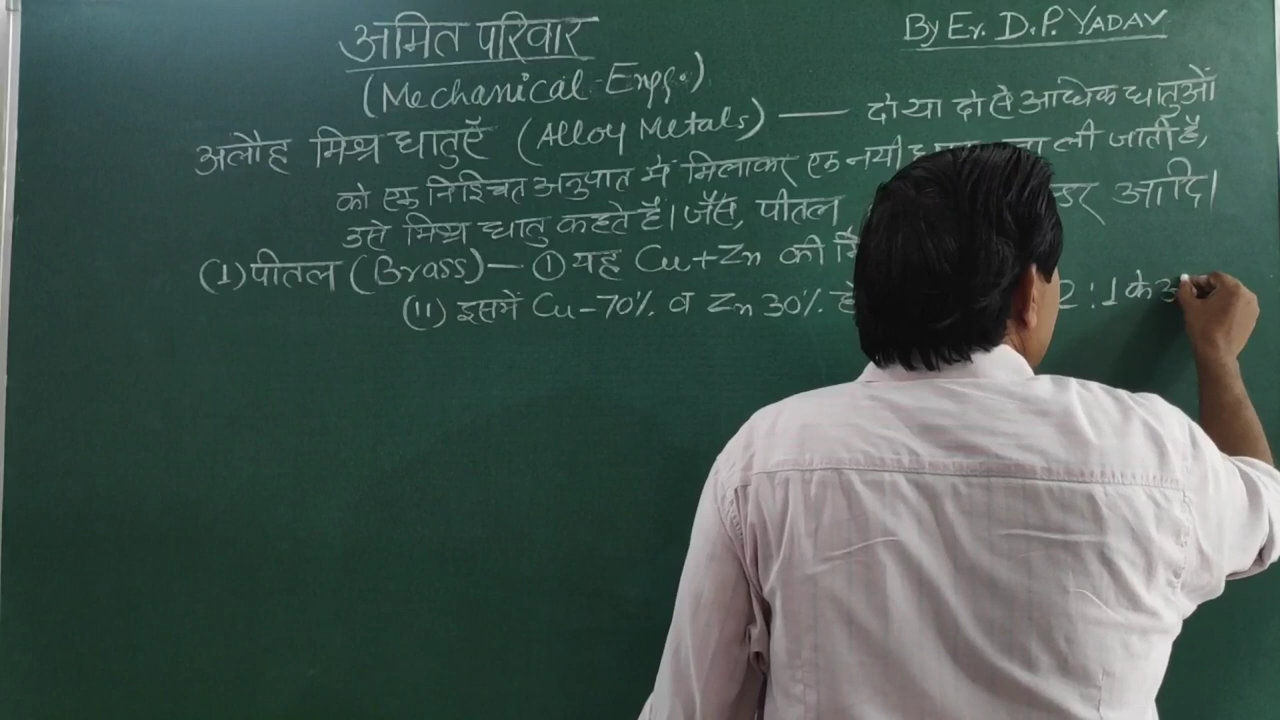 अमित परिवार
By Er. D.P. YADAV
(Mechanical Engg.)
अलौह मिश्र धातुएँ (Alloy Metals) — दो या दो से अधिक धातुओं
को एक निश्चित अनुपात में मिलाकर एक नयी ली जाती है,
उसे मिश्र धातु कहते हैं। जैसे, पीतल आदि।
(I) पीतल (Brass) — ① यह Cu+Zn की
(II) इसमें Cu-70% व Zn 30% 2:1 के